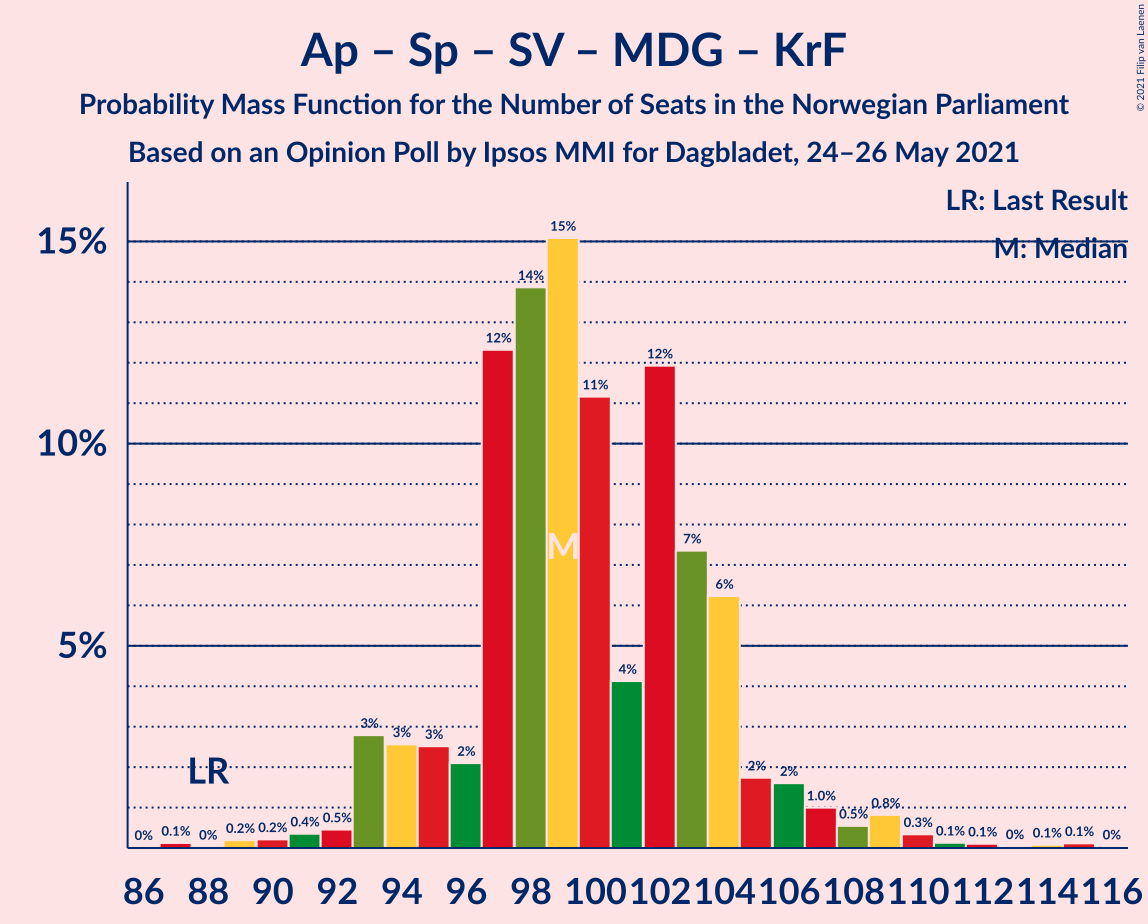 Ap – Sp – SV – MDG – KrF
Probability Mass Function for the Number of Seats in the Norwegian Parliament
Based on an Opinion Poll by Ipsos MMI for Dagbladet, 24–26 May 2021
© 2021 Filip van Laenen
LR: Last Result
M: Median
15%
10%
5%
0% 0.1% 0% 0.2% 0.2% 0.4% 0.5% 3% 3% 3% 2% 12% 14% 15% 11% 4% 12% 7% 6% 2% 2% 1.0% 0.5% 0.8% 0.3% 0.1% 0.1% 0% 0.1% 0.1% 0%
LR
M
86 88 90 92 94 96 98 100 102 104 106 108 110 112 114 116